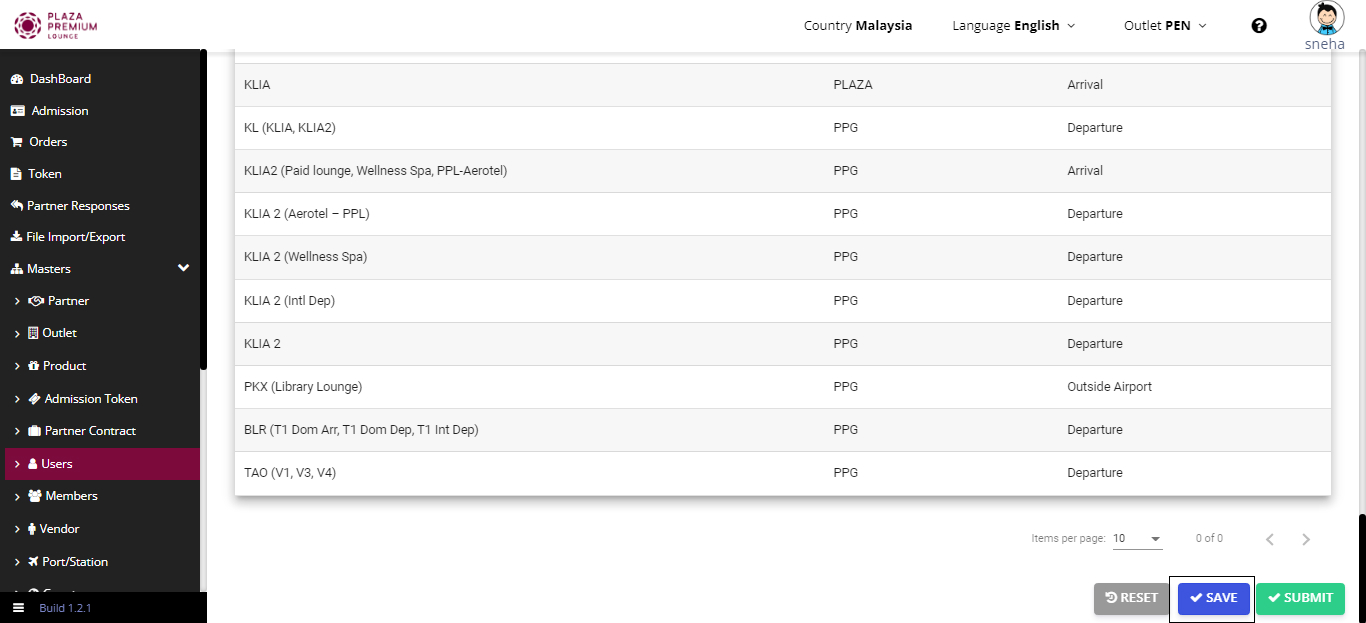 PLAZA
PREMIUM
LOUNGE
Country Malaysia
Language English
Outlet PEN
sneha
DashBoard
Admission
Orders
Token
Partner Responses
File Import/Export
Masters
Partner
Outlet
Product
Admission Token
Partner Contract
Users
Members
Vendor
Port/Station
Build 1.2.1
KLIA PLAZA Arrival
KL (KLIA, KLIA2) PPG Departure
KLIA2 (Paid lounge, Wellness Spa, PPL-Aerotel) PPG Arrival
KLIA 2 (Aerotel – PPL) PPG Departure
KLIA 2 (Wellness Spa) PPG Departure
KLIA 2 (Intl Dep) PPG Departure
KLIA 2 PPG Departure
PKX (Library Lounge) PPG Outside Airport
BLR (T1 Dom Arr, T1 Dom Dep, T1 Int Dep) PPG Departure
TAO (V1, V3, V4) PPG Departure
Items per page: 10 0 of 0
RESET SAVE SUBMIT